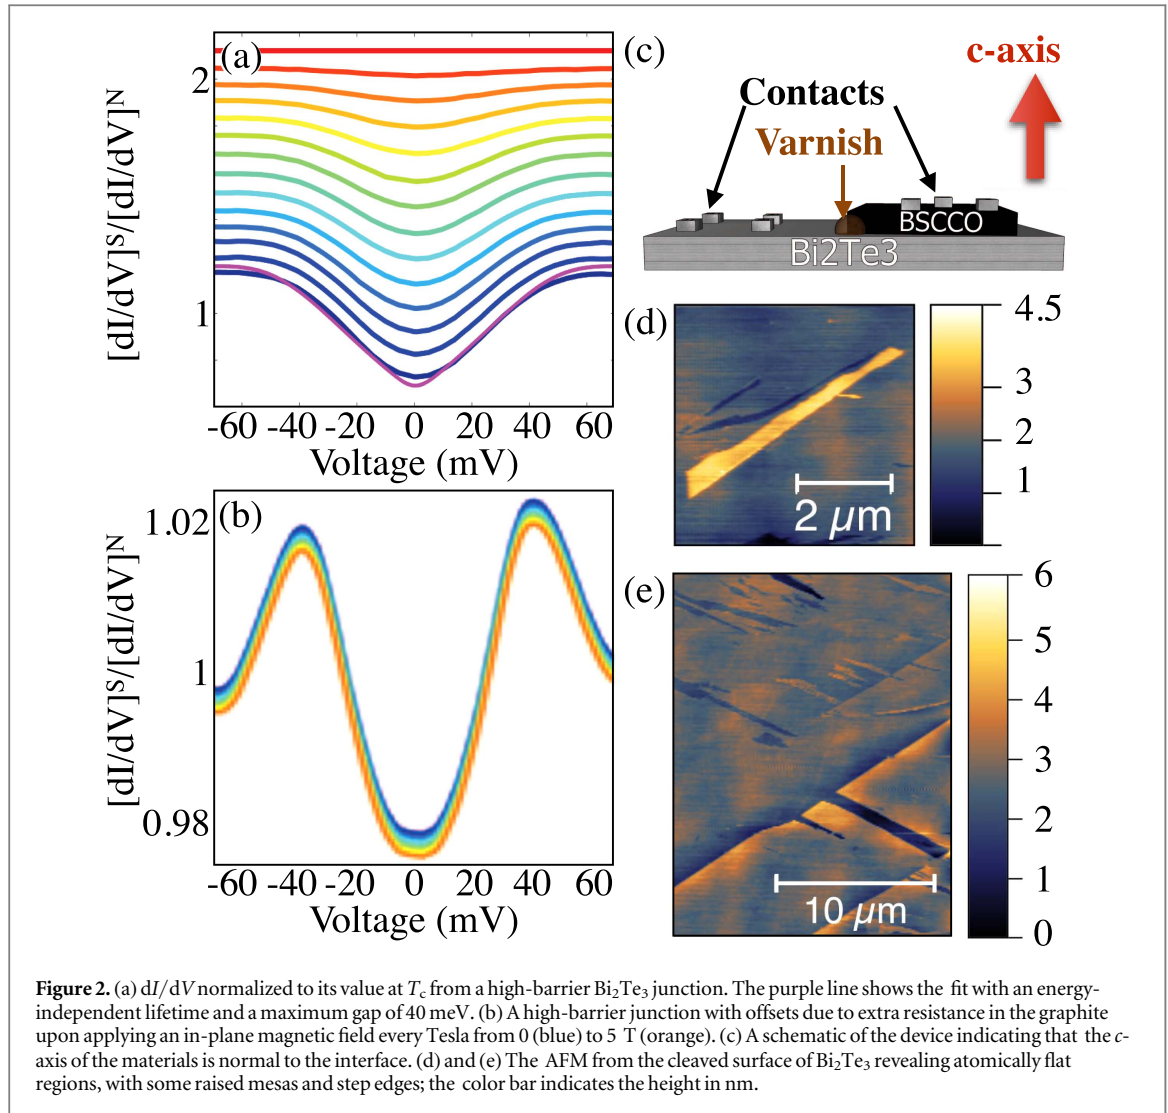 (a)
2
1
[dI/dV]ˢ/[dI/dV]ᴺ
-60 -40 -20 0 20 40 60
Voltage (mV)
(b)
1.02
1
0.98
[dI/dV]ˢ/[dI/dV]ᴺ
-60 -40 -20 0 20 40 60
Voltage (mV)
(c)
c-axis
Contacts
Varnish
BSCCO
Bi2Te3
(d)
2 μm
4.5
3
2
1
(e)
10 μm
6
5
4
3
2
1
0
Figure 2. (a) dI/dV normalized to its value at Tc from a high-barrier Bi₂Te₃ junction. The purple line shows the fit with an energy-
independent lifetime and a maximum gap of 40 meV. (b) A high-barrier junction with offsets due to extra resistance in the graphite
upon applying an in-plane magnetic field every Tesla from 0 (blue) to 5 T (orange). (c) A schematic of the device indicating that the c-
axis of the materials is normal to the interface. (d) and (e) The AFM from the cleaved surface of Bi₂Te₃ revealing atomically flat
regions, with some raised mesas and step edges; the color bar indicates the height in nm.